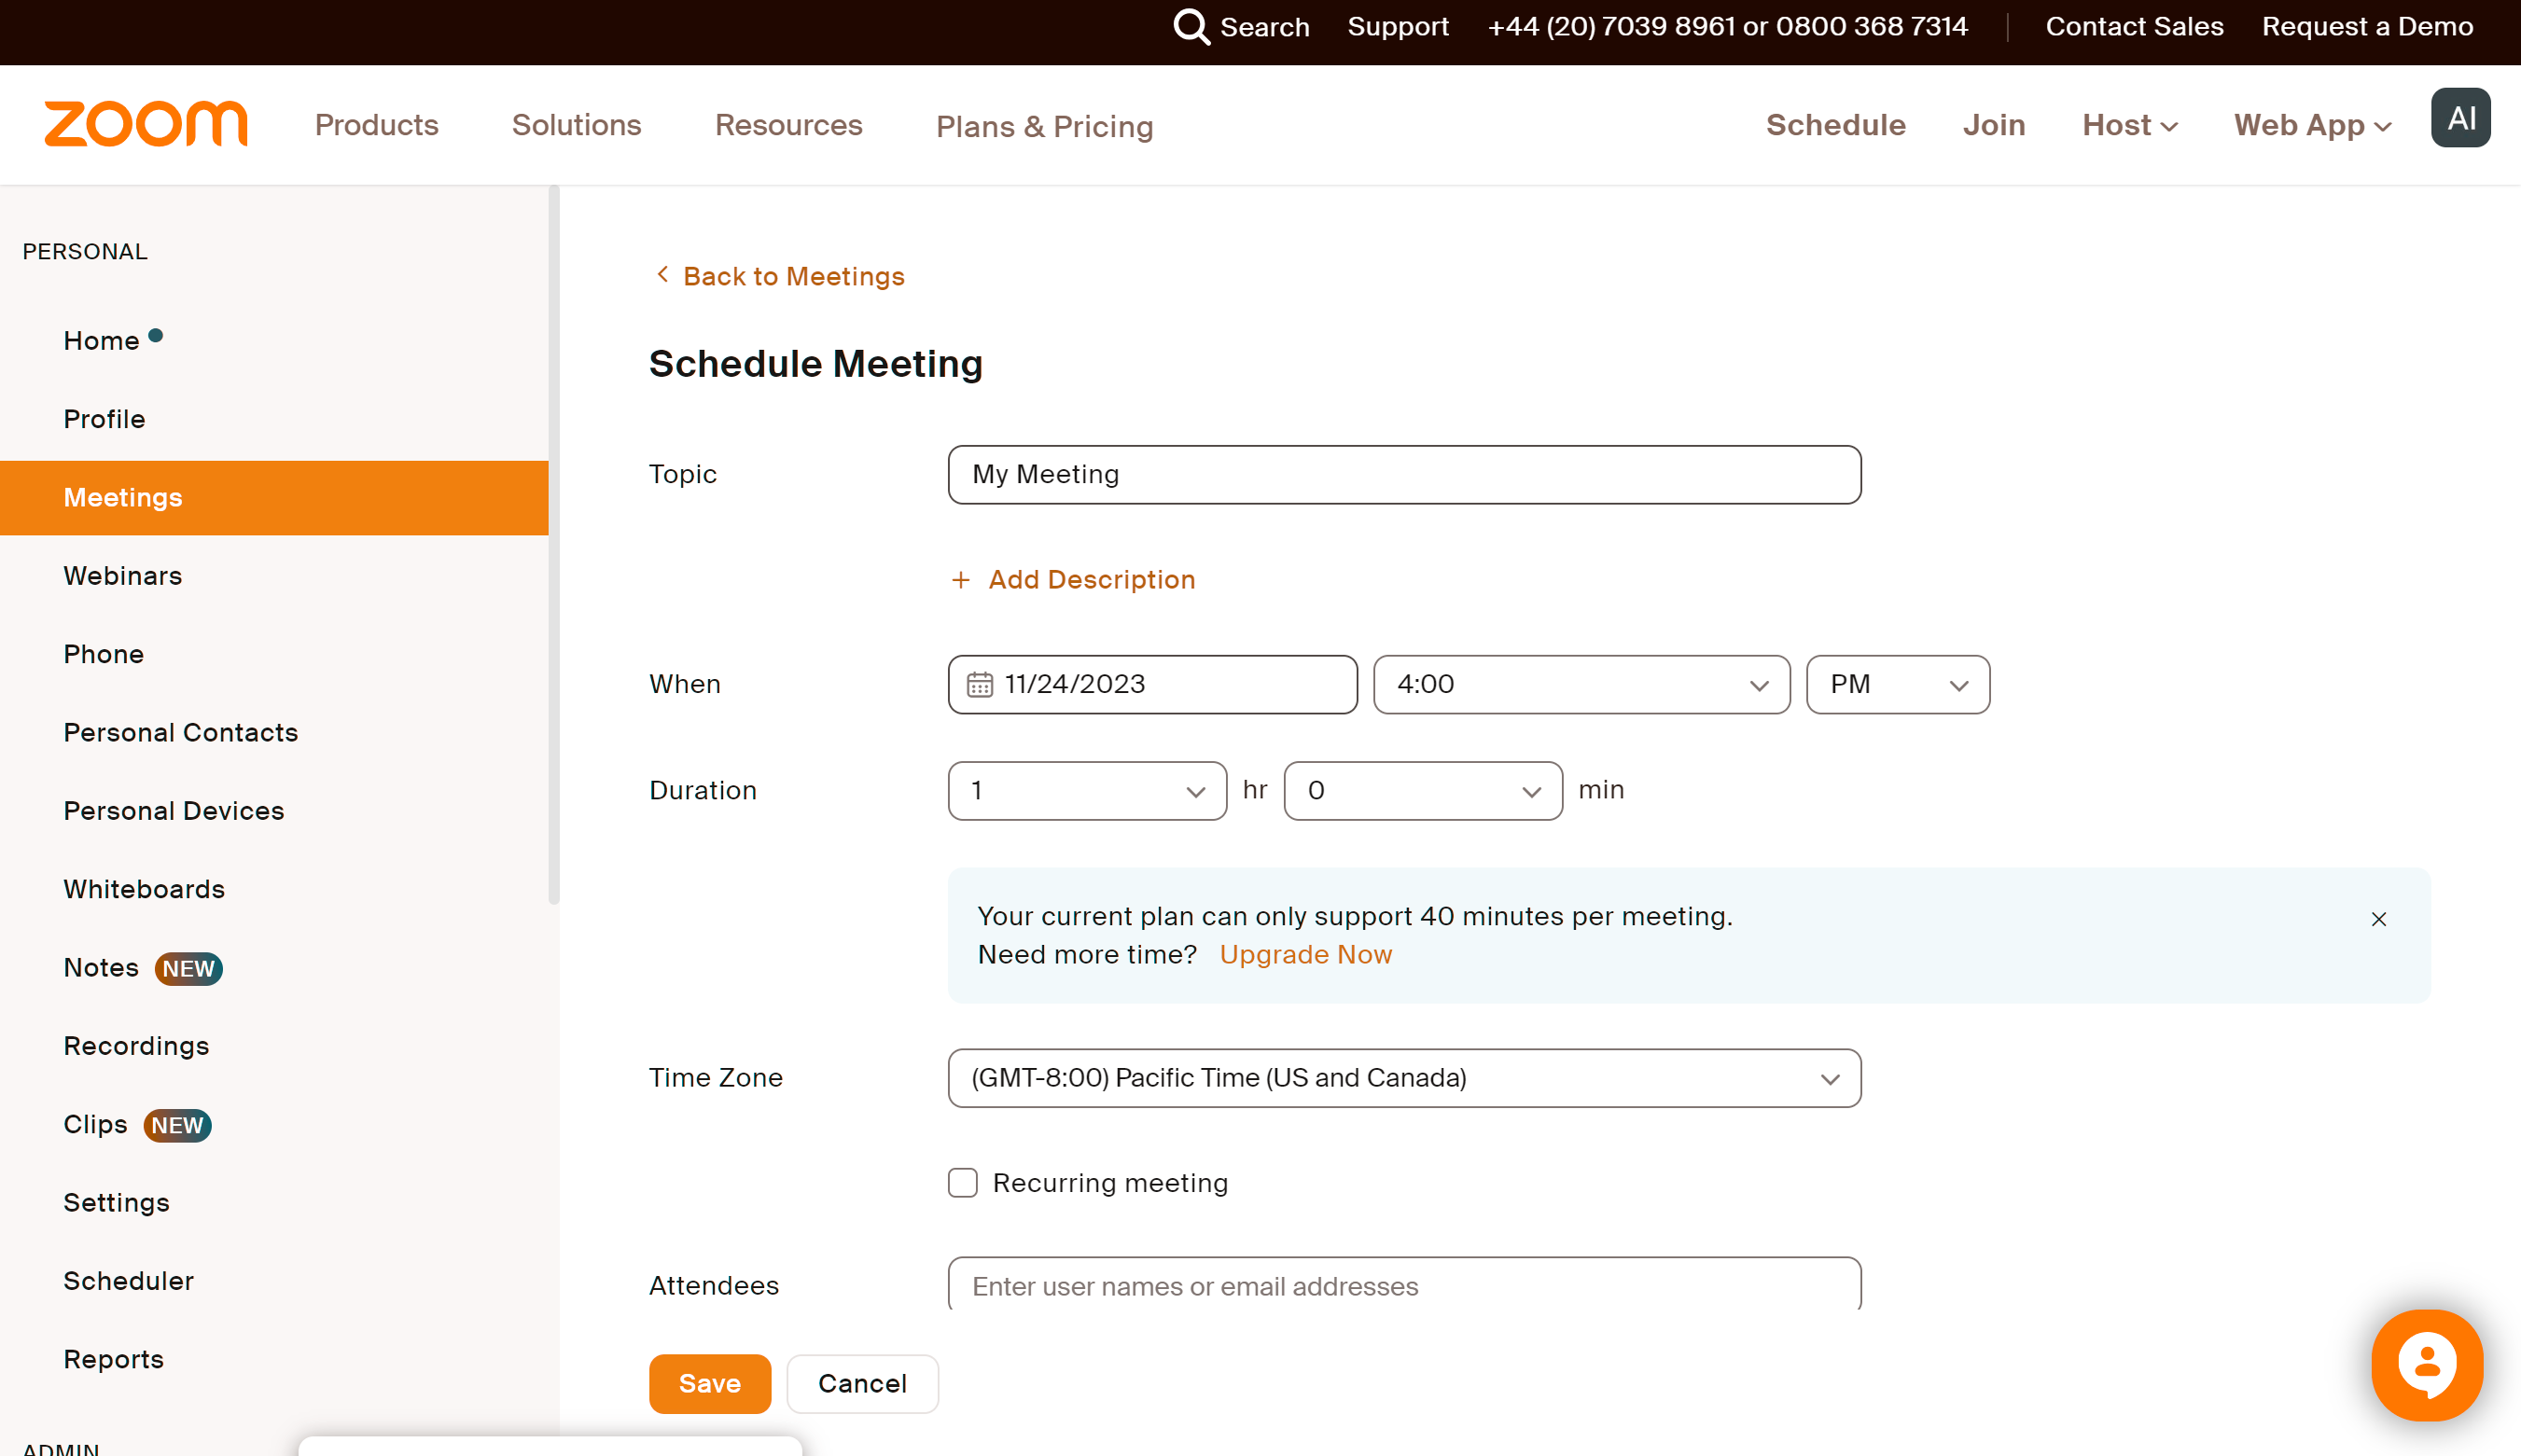 Search Support +44 (20) 7039 8961 or 0800 368 7314 Contact Sales Request a Demo
zoom Products Solutions Resources Plans & Pricing Schedule Join Host Web App AI
PERSONAL
Home
Profile
Meetings
Webinars
Phone
Personal Contacts
Personal Devices
Whiteboards
Notes NEW
Recordings
Clips NEW
Settings
Scheduler
Reports
ADMIN
Back to Meetings
Schedule Meeting
Topic My Meeting
+ Add Description
When 11/24/2023 4:00 PM
Duration 1 hr 0 min
Your current plan can only support 40 minutes per meeting.
Need more time? Upgrade Now
Time Zone (GMT-8:00) Pacific Time (US and Canada)
Recurring meeting
Attendees Enter user names or email addresses
Save Cancel